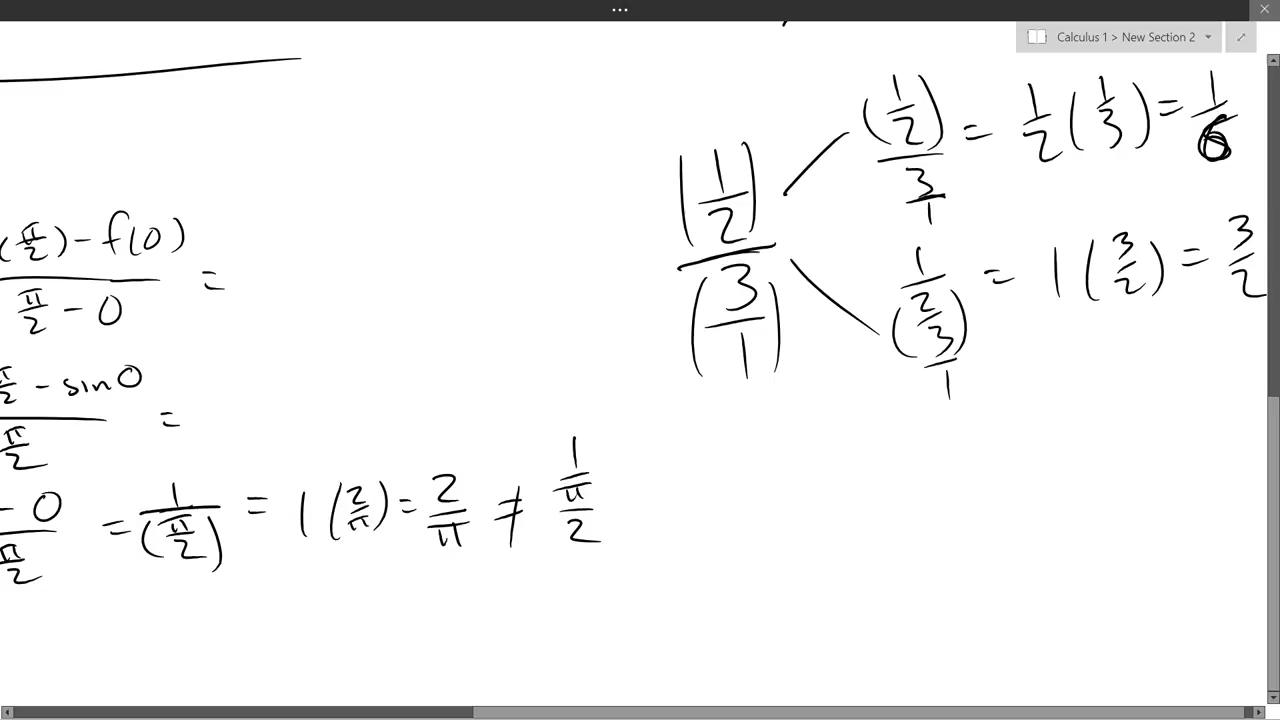 Calculus 1 > New Section 2
(π/2) - f(0) / π/2 - 0 =
π/2 - sin 0 / π/2 =
- 0 / π/2 = 1/(π/2) = 1(2/π) = 2/π ≠ 1/π/2
(1/2)/(3/1)
(1/2)/3/1 = 1/2(1/3) = 1/6
1/(2/3)/1 = 1(3/2) = 3/2